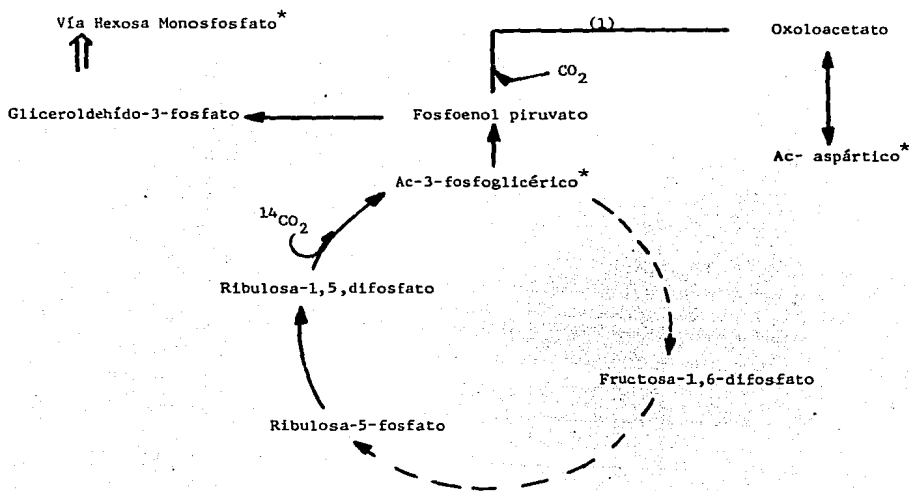 Vía Hexosa Monosfosfato*
(1)
Oxoloacetato
CO2
Gliceroldehído-3-fosfato
Fosfoenol piruvato
Ac- aspártico*
Ac-3-fosfoglicérico*
14CO2
Ribulosa-1,5,difosfato
Fructosa-1,6-difosfato
Ribulosa-5-fosfato